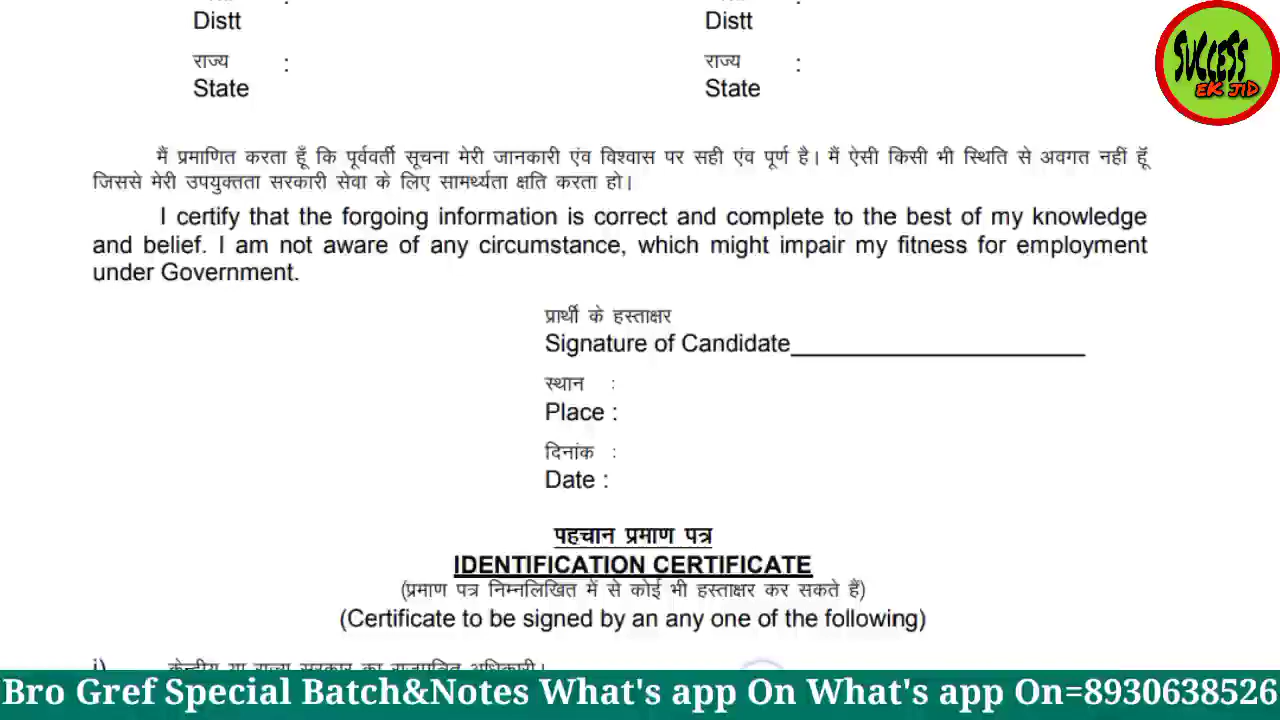 Distt Distt
राज्य : राज्य :
State State
SUCCESS
EK JID
मैं प्रमाणित करता हूँ कि पूर्ववर्ती सूचना मेरी जानकारी एंव विश्वास पर सही एंव पूर्ण है। मैं ऐसी किसी भी स्थिति से अवगत नहीं हूँ
जिससे मेरी उपयुक्तता सरकारी सेवा के लिए सामर्थ्यता क्षति करता हो।
I certify that the forgoing information is correct and complete to the best of my knowledge
and belief. I am not aware of any circumstance, which might impair my fitness for employment
under Government.
प्रार्थी के हस्ताक्षर
Signature of Candidate
स्थान :
Place :
दिनांक :
Date :
पहचान प्रमाण पत्र
IDENTIFICATION CERTIFICATE
(प्रमाण पत्र निम्नलिखित में से कोई भी हस्ताक्षर कर सकते हैं)
(Certificate to be signed by an any one of the following)
i) केन्द्रीय या राज्य सरकार का राजपत्रित अधिकारी।
Bro Gref Special Batch&Notes What's app On What's app On=8930638526